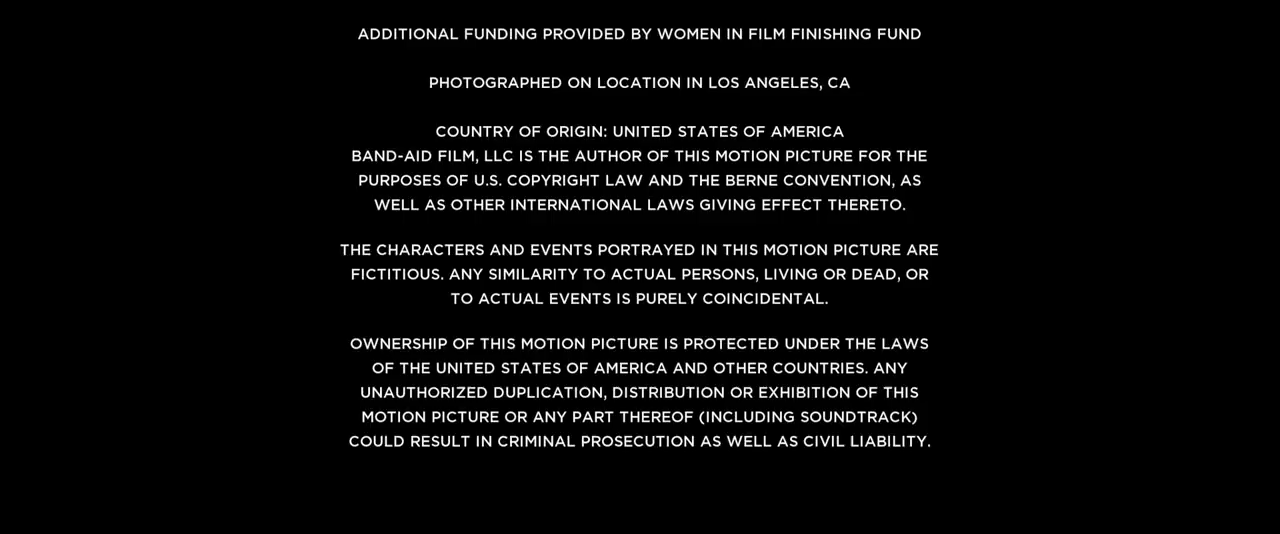 ADDITIONAL FUNDING PROVIDED BY WOMEN IN FILM FINISHING FUND
PHOTOGRAPHED ON LOCATION IN LOS ANGELES, CA
COUNTRY OF ORIGIN: UNITED STATES OF AMERICA
BAND-AID FILM, LLC IS THE AUTHOR OF THIS MOTION PICTURE FOR THE
PURPOSES OF U.S. COPYRIGHT LAW AND THE BERNE CONVENTION, AS
WELL AS OTHER INTERNATIONAL LAWS GIVING EFFECT THERETO.
THE CHARACTERS AND EVENTS PORTRAYED IN THIS MOTION PICTURE ARE
FICTITIOUS. ANY SIMILARITY TO ACTUAL PERSONS, LIVING OR DEAD, OR
TO ACTUAL EVENTS IS PURELY COINCIDENTAL.
OWNERSHIP OF THIS MOTION PICTURE IS PROTECTED UNDER THE LAWS
OF THE UNITED STATES OF AMERICA AND OTHER COUNTRIES. ANY
UNAUTHORIZED DUPLICATION, DISTRIBUTION OR EXHIBITION OF THIS
MOTION PICTURE OR ANY PART THEREOF (INCLUDING SOUNDTRACK)
COULD RESULT IN CRIMINAL PROSECUTION AS WELL AS CIVIL LIABILITY.